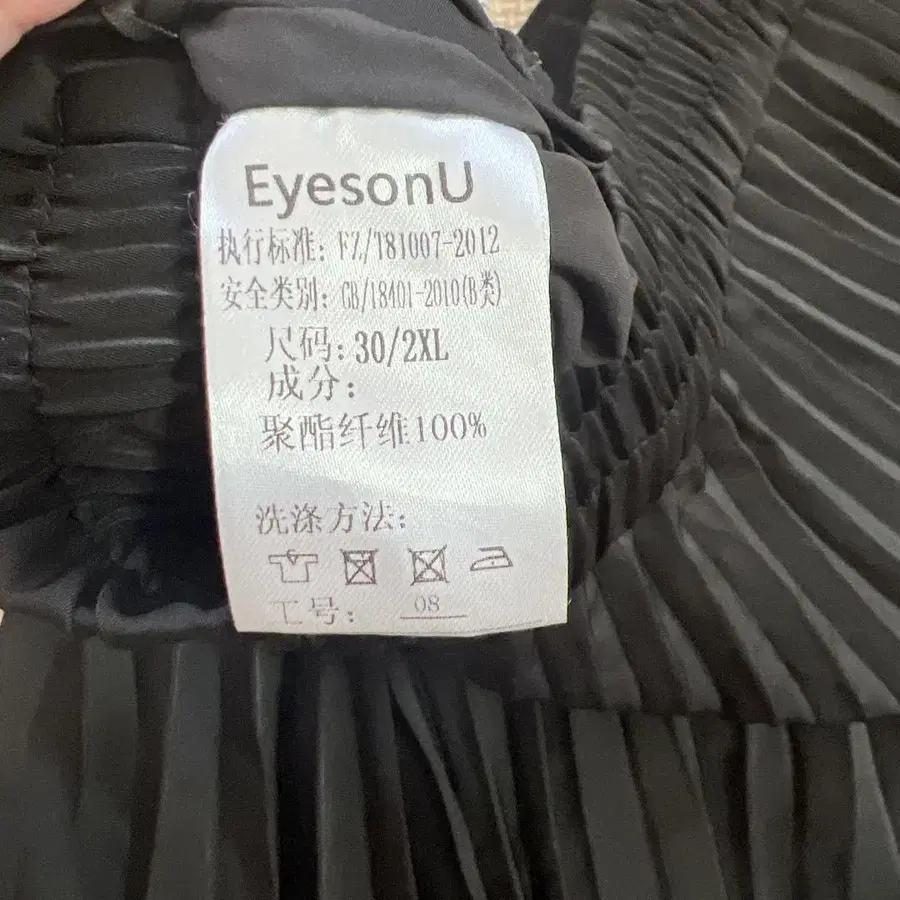 EyesonU
执行标准: FZ/T81007-2012
安全类别: GB/18401-2010(B类)
尺码: 30/2XL
成分:
聚酯纤维100%
洗涤方法:
工号: 08